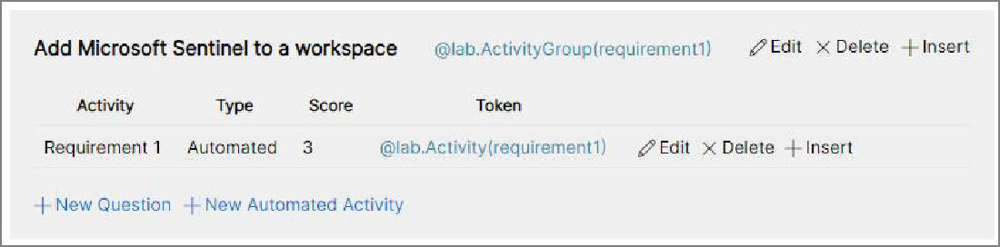 Add Microsoft Sentinel to a workspace @lab.ActivityGroup(requirement1) Edit Delete Insert
Activity Type Score Token
Requirement 1 Automated 3 @lab.Activity(requirement1) Edit Delete Insert
New Question New Automated Activity